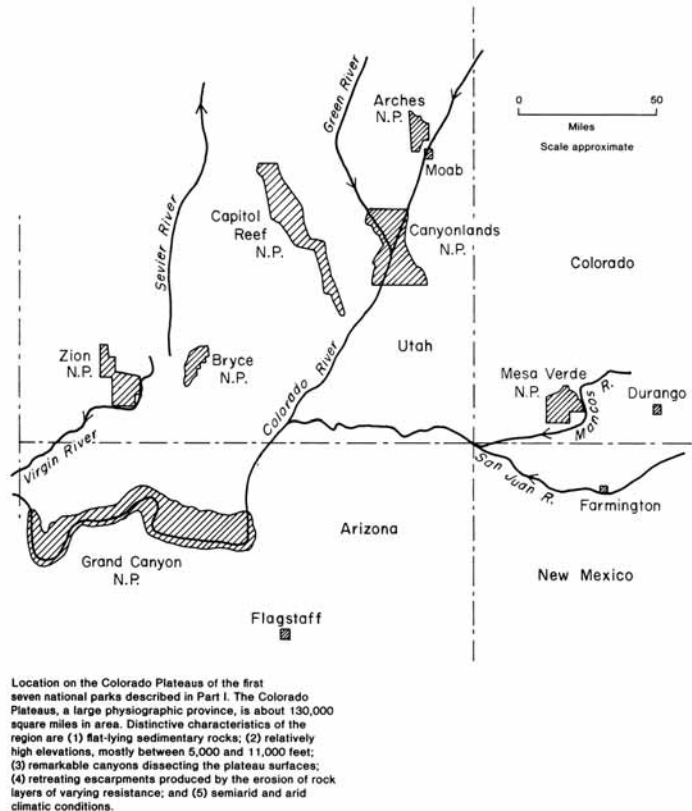 Green River
Arches
N.P.
0
50
Miles
Scale approximate
Moab
Sevier River
Capitol
Reef
N.P.
Canyonlands
N.P.
Colorado
Zion
N.P.
Bryce
N.P.
Colorado River
Utah
Mesa Verde
N.P.
Mancos R.
Durango
Virgin River
San Juan R.
Farmington
Grand Canyon
N.P.
Arizona
New Mexico
Flagstaff
Location on the Colorado Plateaus of the first
seven national parks described in Part I. The Colorado
Plateaus, a large physiographic province, is about 130,000
square miles in area. Distinctive characteristics of the
region are (1) flat-lying sedimentary rocks; (2) relatively
high elevations, mostly between 5,000 and 11,000 feet;
(3) remarkable canyons dissecting the plateau surfaces;
(4) retreating escarpments produced by the erosion of rock
layers of varying resistance; and (5) semiarid and arid
climatic conditions.